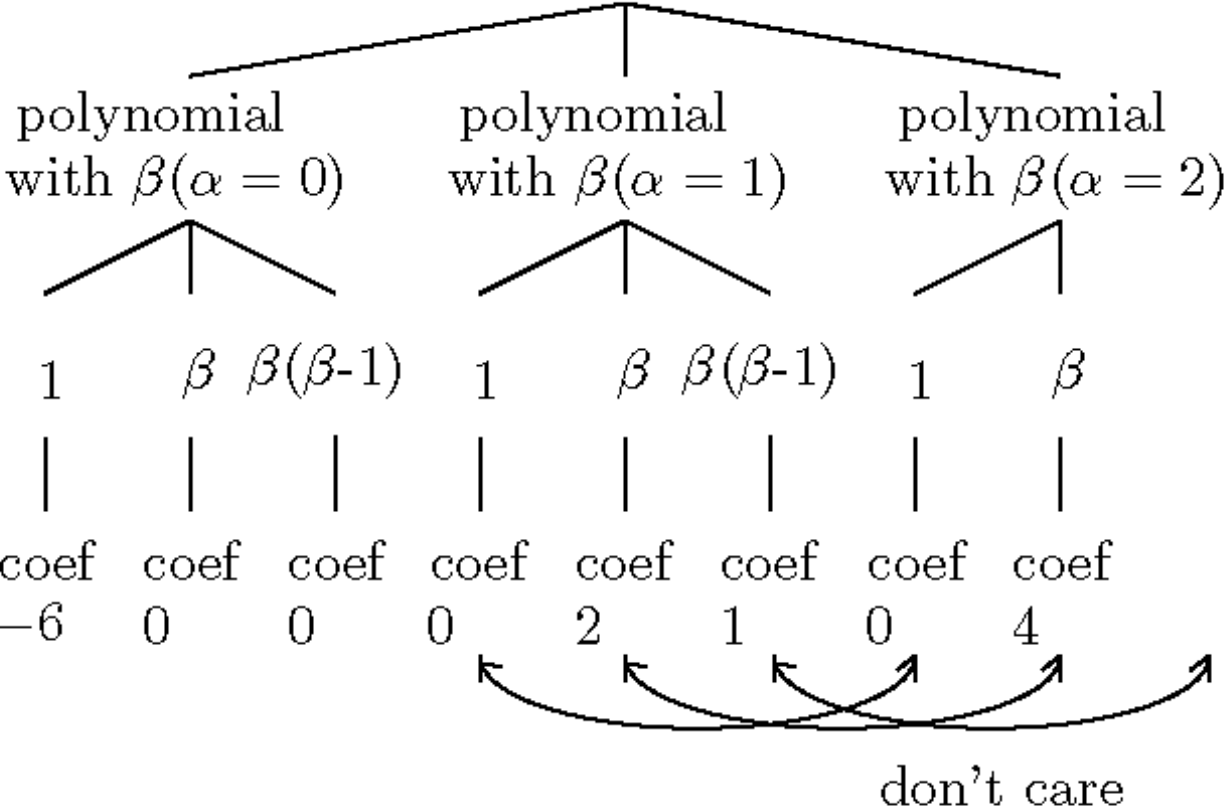 polynomial polynomial polynomial
with β(α = 0) with β(α = 1) with β(α = 2)
1 β β(β-1) 1 β β(β-1) 1 β
coef coef coef coef coef coef coef coef
−6 0 0 0 2 1 0 4
don't care